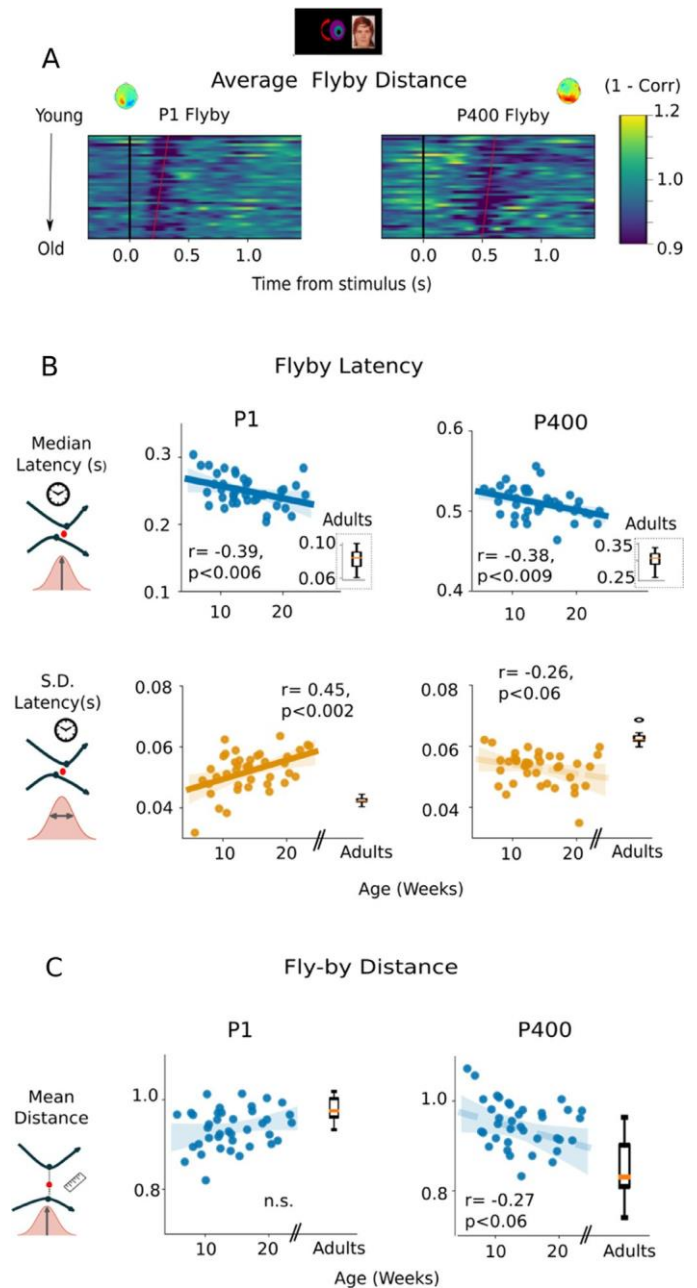 A
Average Flyby Distance
(1 - Corr)
Young
Old
P1 Flyby
P400 Flyby
1.2
1.0
0.9
0.0 0.5 1.0
0.0 0.5 1.0
Time from stimulus (s)
B
Flyby Latency
Median
Latency (s)
P1
0.3
0.2
0.1
r= -0.39,
p<0.006
Adults
0.10
0.06
10 20
P400
0.6
0.5
0.4
r= -0.38,
p<0.009
Adults
0.35
0.25
10 20
S.D.
Latency(s)
0.08
0.06
0.04
r= 0.45,
p<0.002
10 20 // Adults
0.08
0.06
0.04
r= -0.26,
p<0.06
10 20 // Adults
Age (Weeks)
C
Fly-by Distance
Mean
Distance
P1
1.0
0.8
n.s.
10 20 // Adults
P400
1.0
0.8
r= -0.27
p<0.06
10 20 // Adults
Age (Weeks)